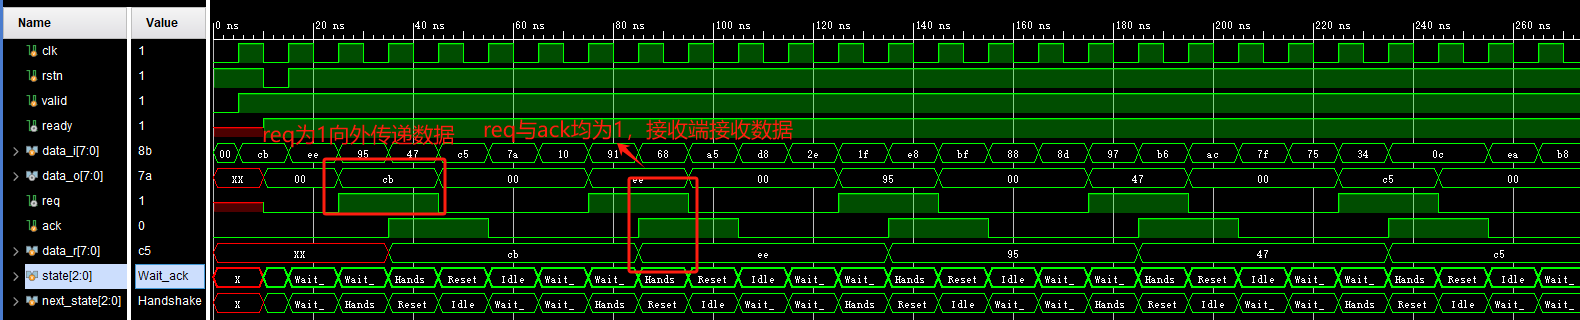 Name Value 0 ns 20 ns 40 ns 60 ns 80 ns 100 ns 120 ns 140 ns 160 ns 180 ns 200 ns 220 ns 240 ns 260 ns
clk 1
rstn 1
valid 1
ready 1
req为1向外传递数据 req与ack均为1，接收端接收数据
data_i[7:0] 8b 00 cb ee 95 47 c5 7a 10 91 68 a5 d8 2e 1f e8 bf 88 8d 97 b6 ac 7f 75 34 0c ea b8
data_o[7:0] 7a XX 00 cb 00 ee 00 95 00 47 00 c5 00
req 1
ack 0
data_r[7:0] c5 XX cb ee 95 47 c5
state[2:0] Wait_ack X Wait_ Wait_ Hands Reset Idle Wait_ Wait_ Hands Reset Idle Wait_ Wait_ Hands Reset Idle Wait_ Wait_ Hands Reset Idle Wait_ Wait_ Hands Reset Idle Wait_
next_state[2:0] Handshake X Wait_ Hands Reset Idle Wait_ Wait_ Hands Reset Idle Wait_ Wait_ Hands Reset Idle Wait_ Wait_ Hands Reset Idle Wait_ Wait_ Hands Reset Idle Wait_ Wait_